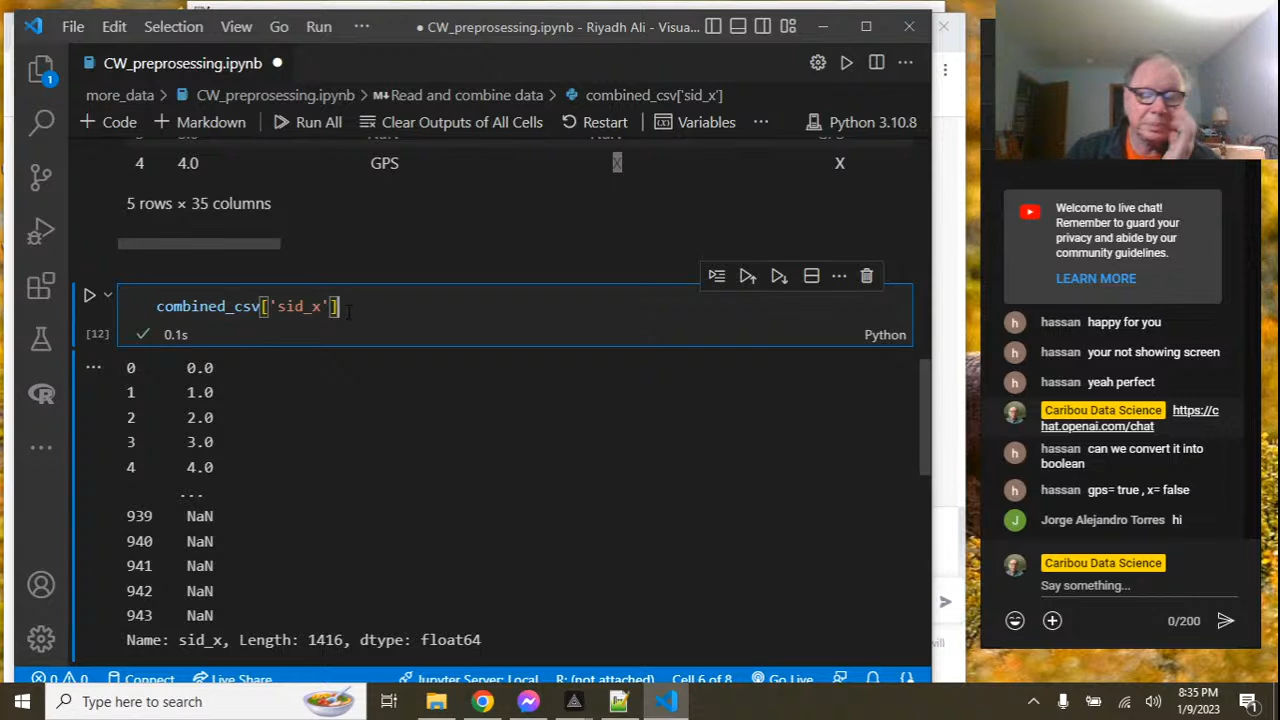 File Edit Selection View Go Run ··· ● CW_preprosessing.ipynb - Riyadh Ali - Visua...
CW_preprosessing.ipynb ●
more_data > CW_preprosessing.ipynb > M↓Read and combine data > combined_csv['sid_x']
+ Code + Markdown Run All Clear Outputs of All Cells Restart Variables ··· Python 3.10.8
4 4.0 GPS X X
5 rows × 35 columns
combined_csv['sid_x']
[12] 0.1s Python
0 0.0
1 1.0
2 2.0
3 3.0
4 4.0
...
939 NaN
940 NaN
941 NaN
942 NaN
943 NaN
Name: sid_x, Length: 1416, dtype: float64
0 0 Connect Live Share Jupyter Server: Local R: (not attached) Cell 6 of 8 Go Live
Type here to search
8:35 PM
1/9/2023
1
1
Welcome to live chat!
Remember to guard your
privacy and abide by our
community guidelines.
LEARN MORE
h hassan happy for you
h hassan your not showing screen
h hassan yeah perfect
Caribou Data Science https://c
hat.openai.com/chat
h hassan can we convert it into
boolean
h hassan gps= true , x= false
J Jorge Alejandro Torres hi
Caribou Data Science
Say something...
0/200